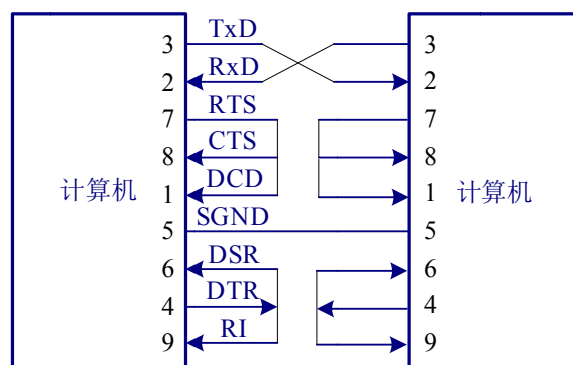 3 TxD 3
2 RxD 2
7 RTS 7
8 CTS 8
计算机 1 DCD 1 计算机
5 SGND 5
6 DSR 6
4 DTR 4
9 RI 9